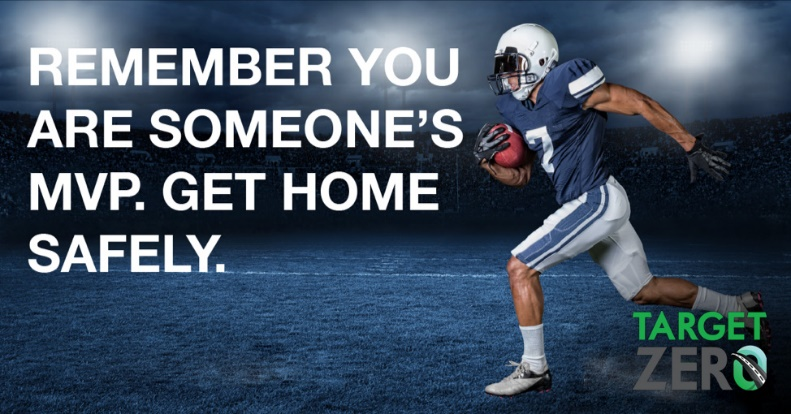 REMEMBER YOU
ARE SOMEONE'S
MVP. GET HOME
SAFELY.
7
TARGET
ZERO